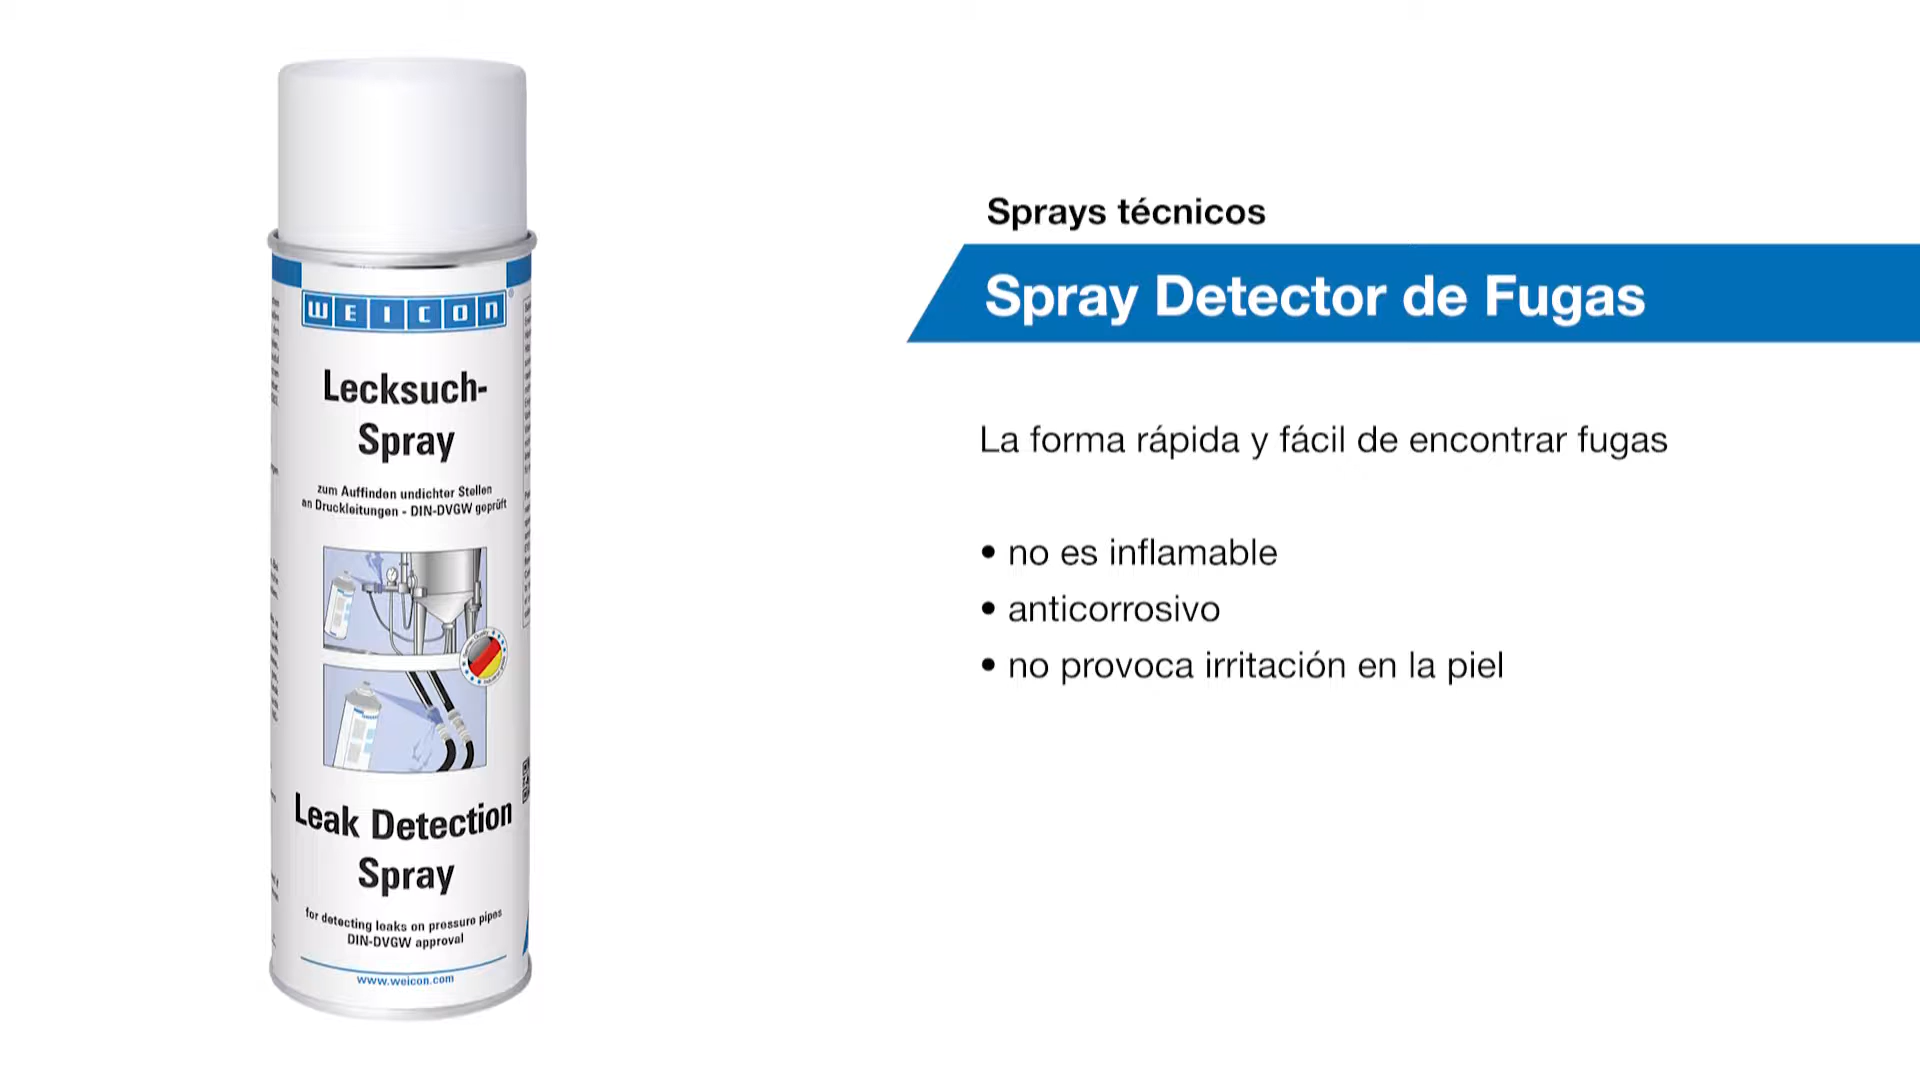 WEICON
Lecksuch-
Spray
zum Auffinden undichter Stellen
an Druckleitungen - DIN-DVGW geprüft
Leak Detection
Spray
for detecting leaks on pressure pipes
DIN-DVGW approval
www.weicon.com
Sprays técnicos
Spray Detector de Fugas
La forma rápida y fácil de encontrar fugas
• no es inflamable
• anticorrosivo
• no provoca irritación en la piel